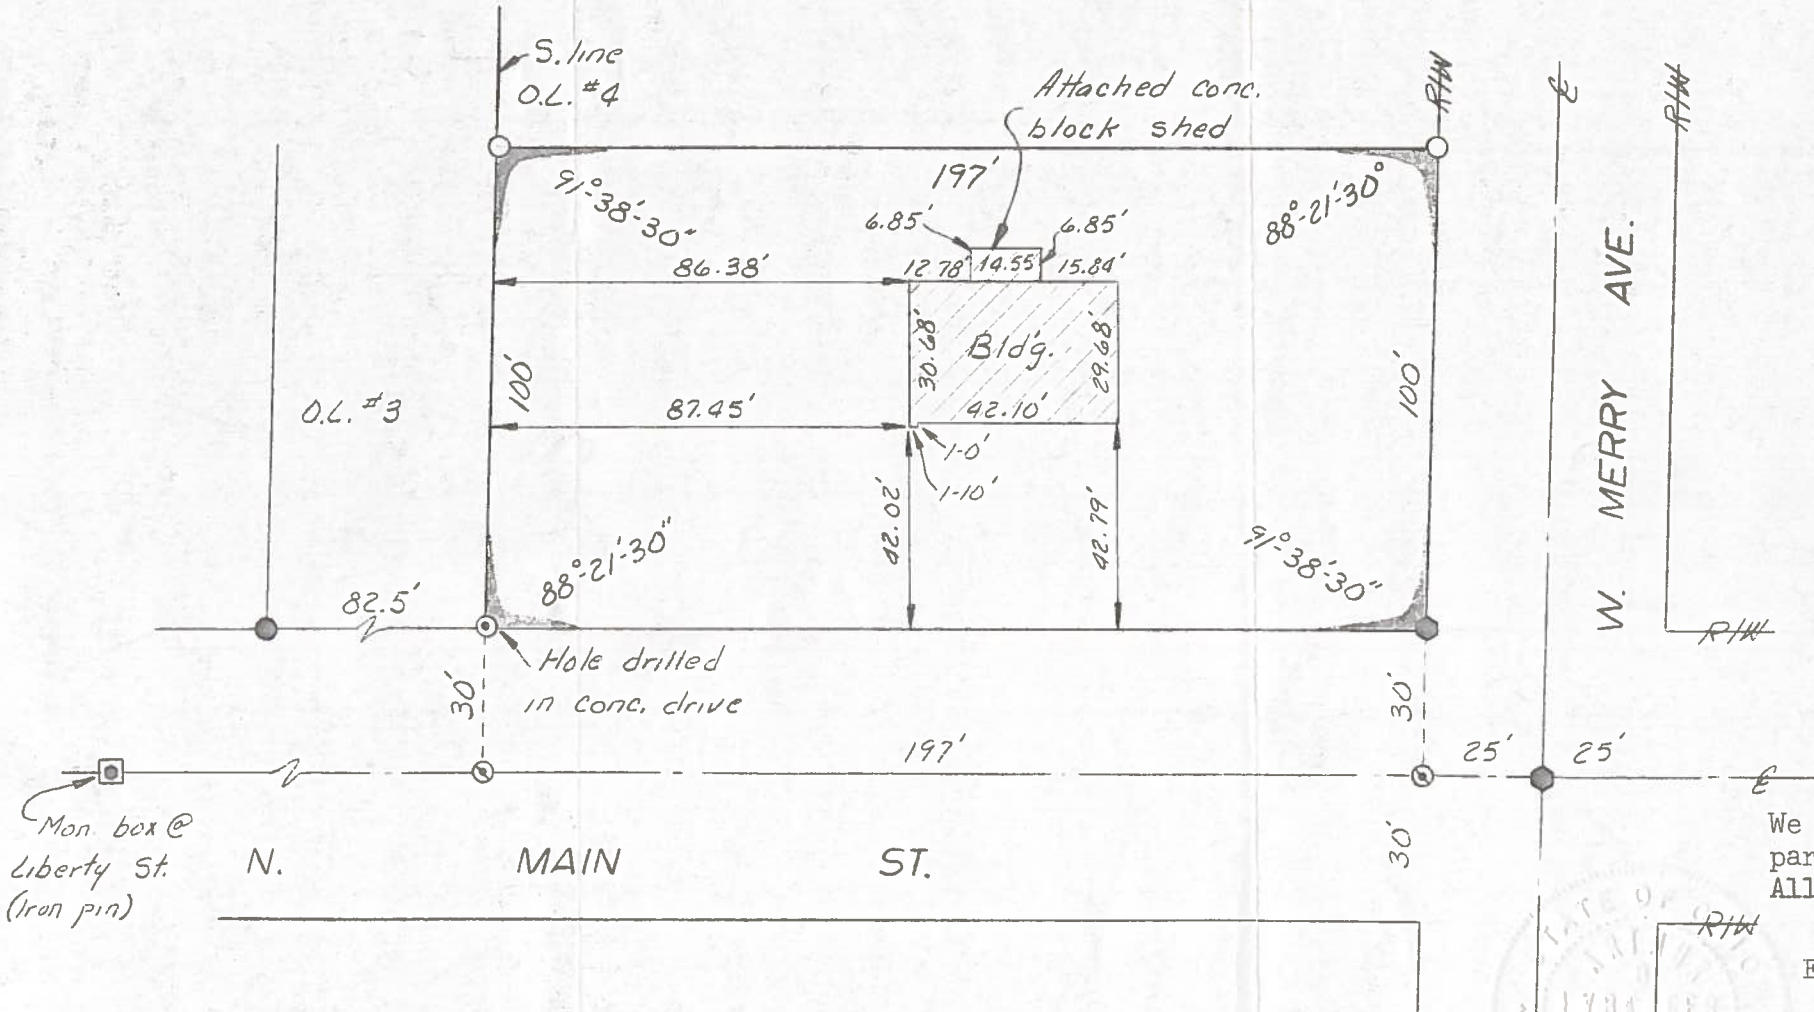 S. line
O.L. #4
Attached conc.
block shed
R/W
℄
R/W
91°-38'-30"
197'
88°-21'-30°
6.85'
6.85'
86.38'
12.78'
14.55'
15.84'
W. MERRY AVE.
30.68'
Bldg.
29.68'
100'
100'
O.L. #3
87.45'
42.10'
1-0'
1-10'
42.02'
42.79'
88°-21'-30"
91°-38'-30"
82.5'
R/W
Hole drilled
in conc. drive
30'
30'
197'
25'
25'
℄
Mon. box @
Liberty St.
(Iron pin)
N. MAIN ST.
30'
We
par
All
R/W
E
STATE OF